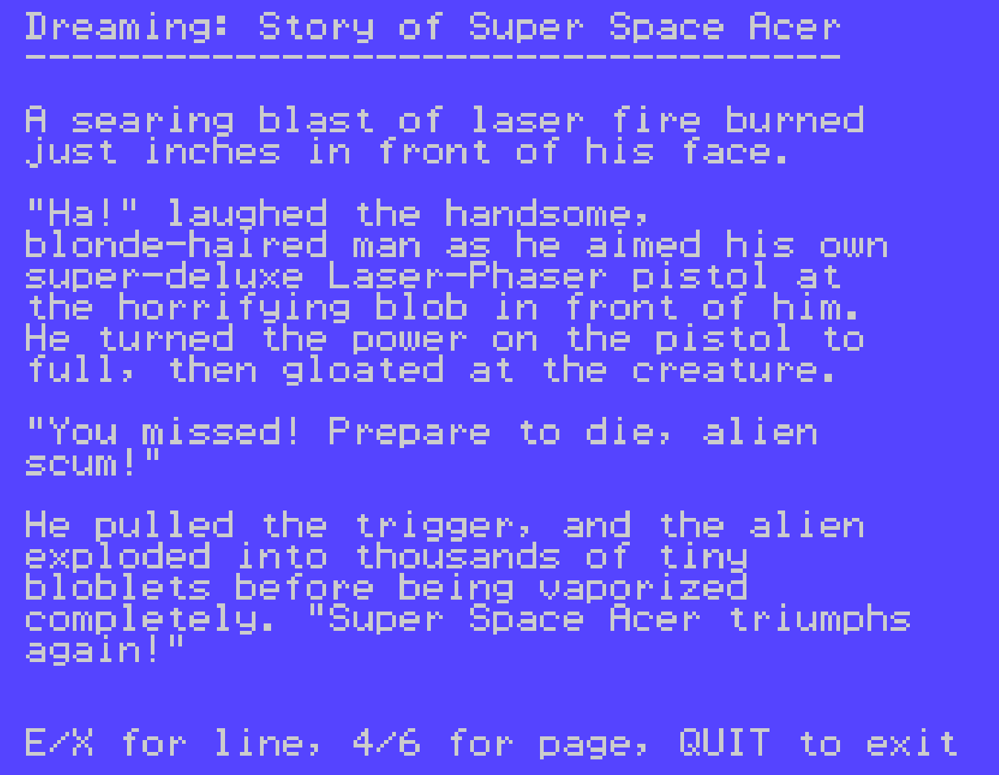 Dreaming: Story of Super Space Acer
-----------------------------------
A searing blast of laser fire burned
just inches in front of his face.
"Ha!" laughed the handsome,
blonde-haired man as he aimed his own
super-deluxe Laser-Phaser pistol at
the horrifying blob in front of him.
He turned the power on the pistol to
full, then gloated at the creature.
"You missed! Prepare to die, alien
scum!"
He pulled the trigger, and the alien
exploded into thousands of tiny
bloblets before being vaporized
completely. "Super Space Acer triumphs
again!"
E/X for line, 4/6 for page, QUIT to exit